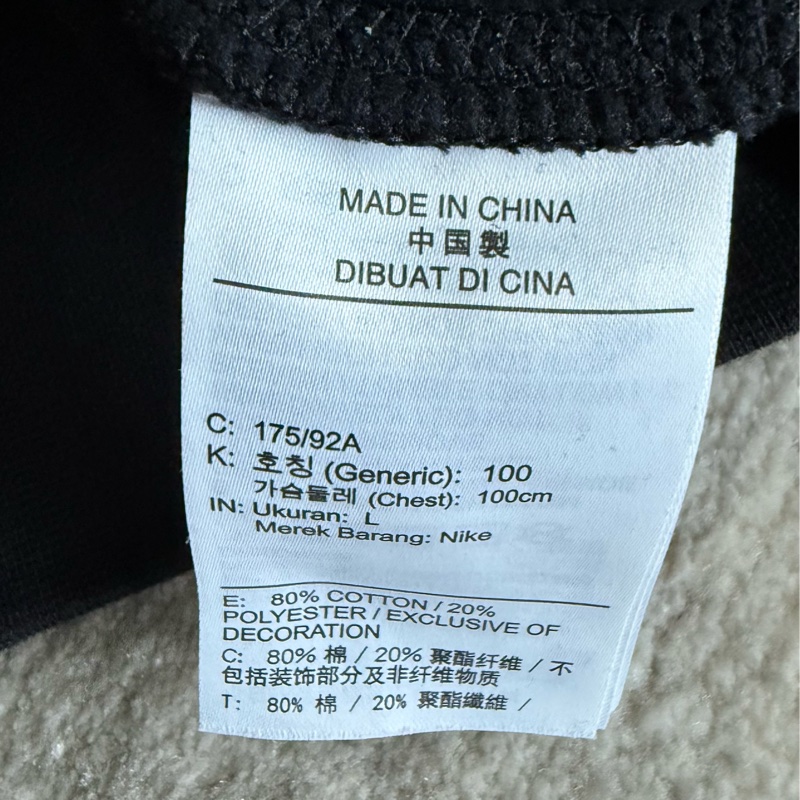 MADE IN CHINA
中国製
DIBUAT DI CINA
C: 175/92A
K: 호칭 (Generic): 100
가슴둘레 (Chest): 100cm
IN: Ukuran: L
Merek Barang: Nike
E: 80% COTTON / 20%
POLYESTER / EXCLUSIVE OF
DECORATION
C: 80% 棉 / 20% 聚酯纤维 / 不
包括装饰部分及非纤维物质
T: 80% 棉 / 20% 聚酯纖維 /